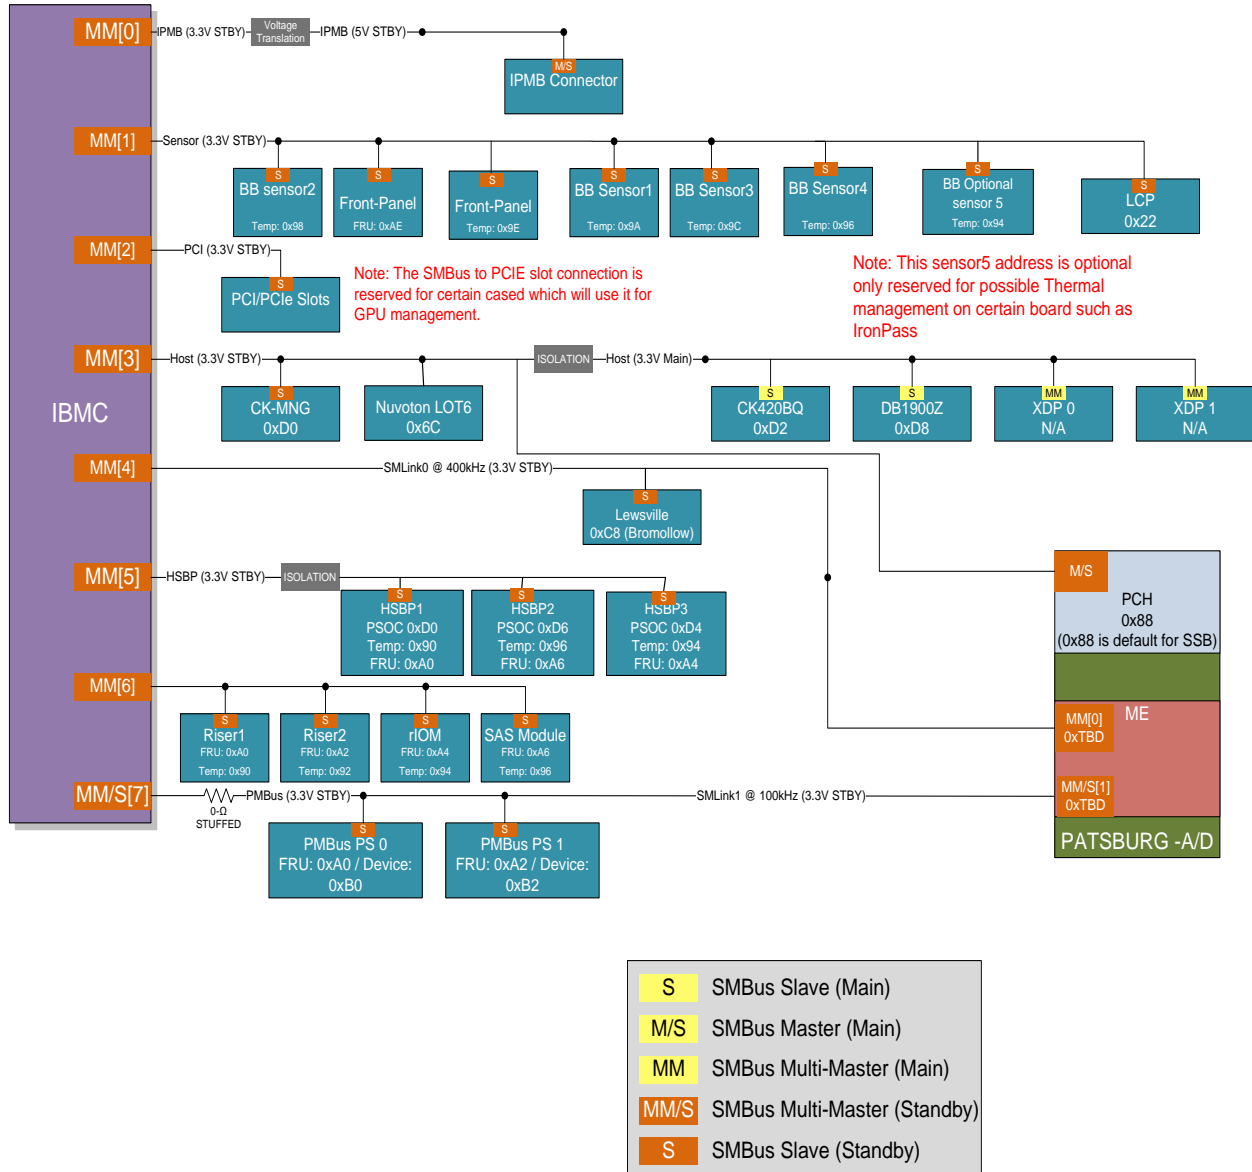 MM[0]
IPMB (3.3V STBY)
Voltage
Translation
IPMB (5V STBY)
M/S
IPMB Connector
MM[1]
Sensor (3.3V STBY)
S
BB sensor2
Temp: 0x98
S
Front-Panel
FRU: 0xAE
S
Front-Panel
Temp: 0x9E
S
BB Sensor1
Temp: 0x9A
S
BB Sensor3
Temp: 0x9C
S
BB Sensor4
Temp: 0x96
S
BB Optional
sensor 5
Temp: 0x94
S
LCP
0x22
MM[2]
PCI (3.3V STBY)
S
PCI/PCIe Slots
Note: The SMBus to PCIE slot connection is
reserved for certain cased which will use it for
GPU management.
Note: This sensor5 address is optional
only reserved for possible Thermal
management on certain board such as
IronPass
MM[3]
Host (3.3V STBY)
ISOLATION
Host (3.3V Main)
S
CK-MNG
0xD0
Nuvoton LOT6
0x6C
S
CK420BQ
0xD2
S
DB1900Z
0xD8
MM
XDP 0
N/A
MM
XDP 1
N/A
IBMC
MM[4]
SMLink0 @ 400kHz (3.3V STBY)
S
Lewsville
0xC8 (Bromollow)
MM[5]
HSBP (3.3V STBY)
ISOLATION
S
HSBP1
PSOC 0xD0
Temp: 0x90
FRU: 0xA0
S
HSBP2
PSOC 0xD6
Temp: 0x96
FRU: 0xA6
S
HSBP3
PSOC 0xD4
Temp: 0x94
FRU: 0xA4
M/S
PCH
0x88
(0x88 is default for SSB)
MM[6]
S
Riser1
FRU: 0xA0
Temp: 0x90
S
Riser2
FRU: 0xA2
Temp: 0x92
S
rIOM
FRU: 0xA4
Temp: 0x94
S
SAS Module
FRU: 0xA6
Temp: 0x96
MM[0]
0xTBD
ME
MM/S[7]
0-Ω
STUFFED
PMBus (3.3V STBY)
SMLink1 @ 100kHz (3.3V STBY)
MM/S[1]
0xTBD
S
PMBus PS 0
FRU: 0xA0 / Device:
0xB0
S
PMBus PS 1
FRU: 0xA2 / Device:
0xB2
PATSBURG -A/D
S SMBus Slave (Main)
M/S SMBus Master (Main)
MM SMBus Multi-Master (Main)
MM/S SMBus Multi-Master (Standby)
S SMBus Slave (Standby)